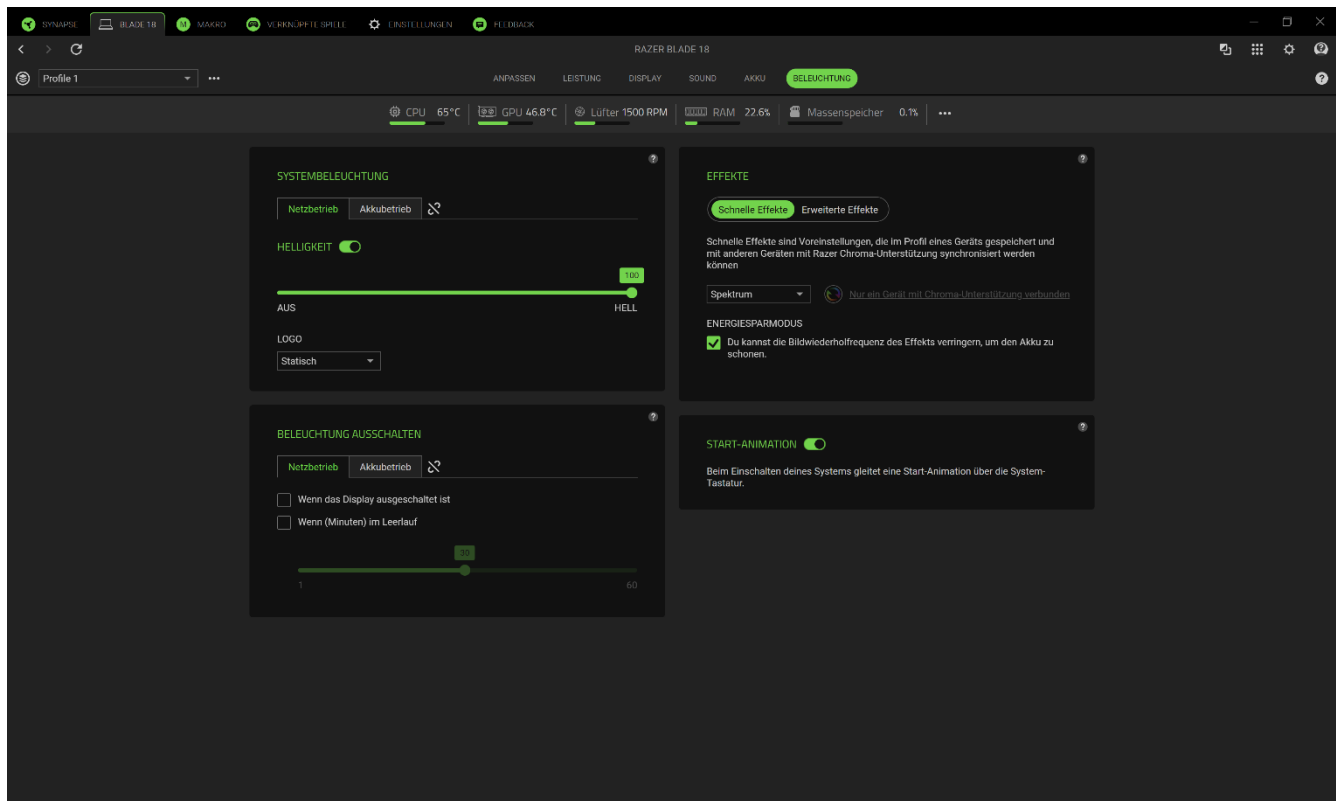 SYNAPSE BLADE 18 MAKRO VERKNÜPFTE SPIELE EINSTELLUNGEN FEEDBACK
RAZER BLADE 18
Profile 1
ANPASSEN LEISTUNG DISPLAY SOUND AKKU BELEUCHTUNG
CPU 65°C GPU 46.8°C Lüfter 1500 RPM RAM 22.6% Massenspeicher 0.1%
SYSTEMBELEUCHTUNG
Netzbetrieb Akkubetrieb
HELLIGKEIT
100
AUS HELL
LOGO
Statisch
BELEUCHTUNG AUSSCHALTEN
Netzbetrieb Akkubetrieb
Wenn das Display ausgeschaltet ist
Wenn (Minuten) im Leerlauf
30
1 60
EFFEKTE
Schnelle Effekte Erweiterte Effekte
Schnelle Effekte sind Voreinstellungen, die im Profil eines Geräts gespeichert und
mit anderen Geräten mit Razer Chroma-Unterstützung synchronisiert werden
können
Spektrum Nur ein Gerät mit Chroma-Unterstützung verbunden
ENERGIESPARMODUS
Du kannst die Bildwiederholfrequenz des Effekts verringern, um den Akku zu
schonen.
START-ANIMATION
Beim Einschalten deines Systems gleitet eine Start-Animation über die System-
Tastatur.